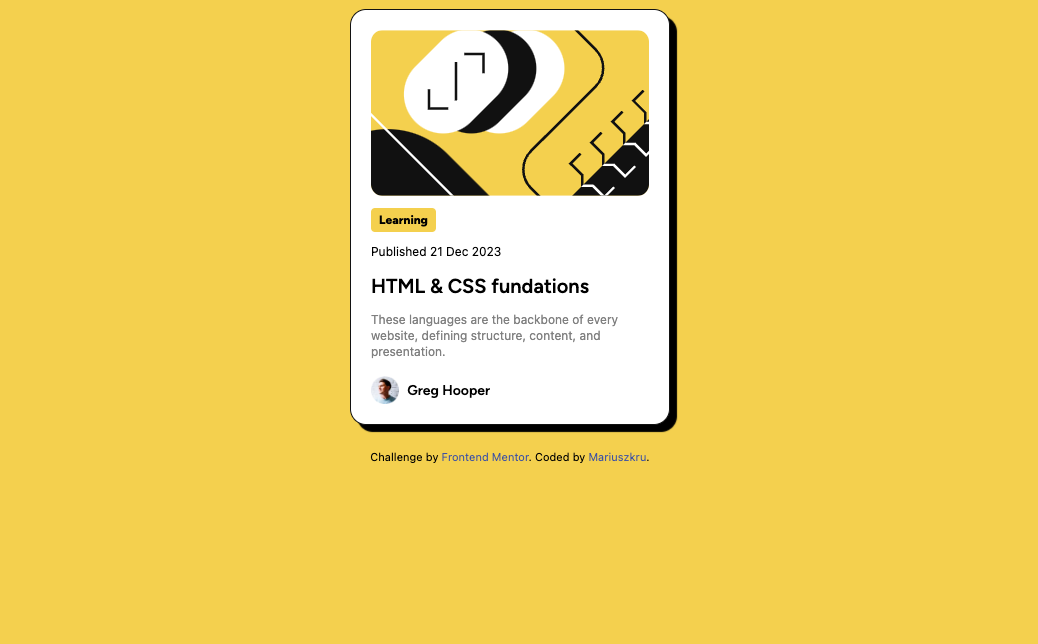 Learning
Published 21 Dec 2023
HTML & CSS fundations
These languages are the backbone of every
website, defining structure, content, and
presentation.
Greg Hooper
Challenge by Frontend Mentor. Coded by Mariuszkru.